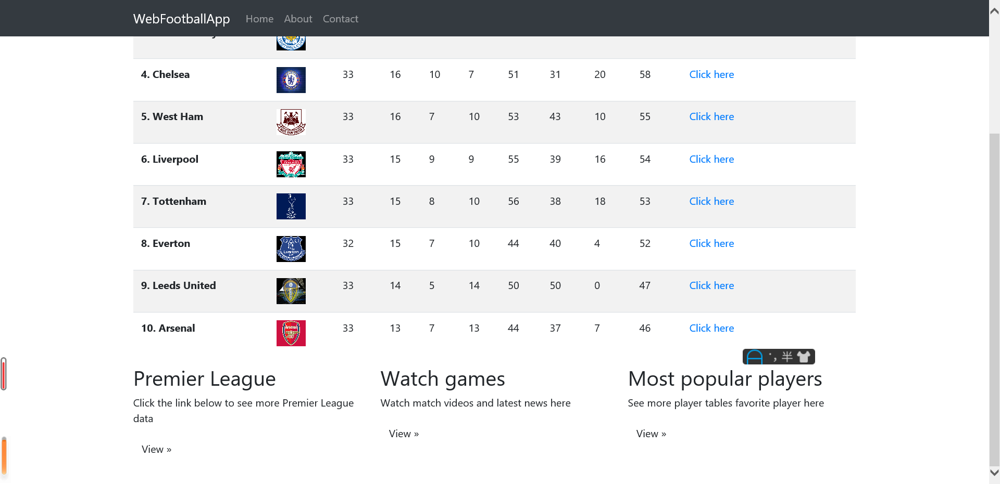 WebFootballApp Home About Contact
4. Chelsea 33 16 10 7 51 31 20 58 Click here
5. West Ham 33 16 7 10 53 43 10 55 Click here
6. Liverpool 33 15 9 9 55 39 16 54 Click here
7. Tottenham 33 15 8 10 56 38 18 53 Click here
8. Everton 32 15 7 10 44 40 4 52 Click here
Everton
9. Leeds United 33 14 5 14 50 50 0 47 Click here
10. Arsenal 33 13 7 13 44 37 7 46 Click here
Arsenal
半
Premier League Watch games Most popular players
Click the link below to see more Premier League
data
Watch match videos and latest news here
See more player tables favorite player here
View » View »
View »